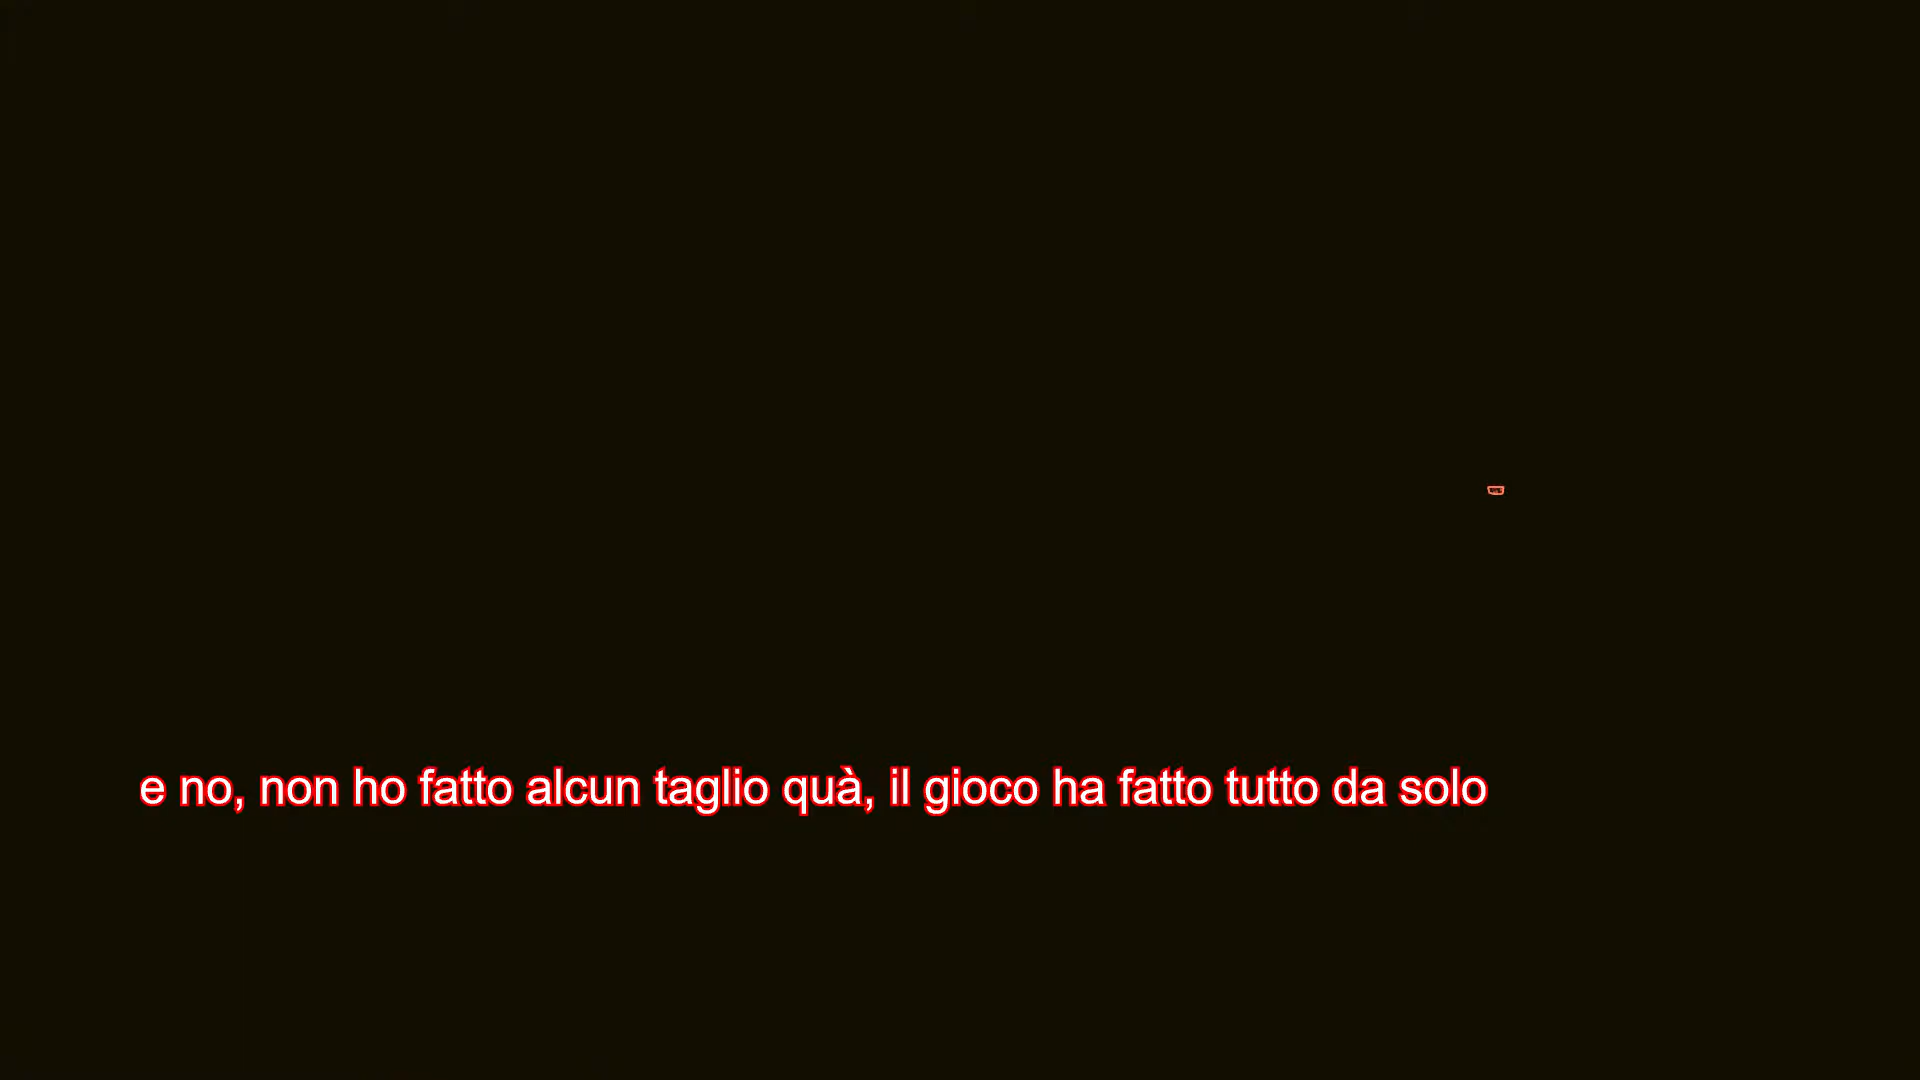 e no, non ho fatto alcun taglio quà, il gioco ha fatto tutto da solo